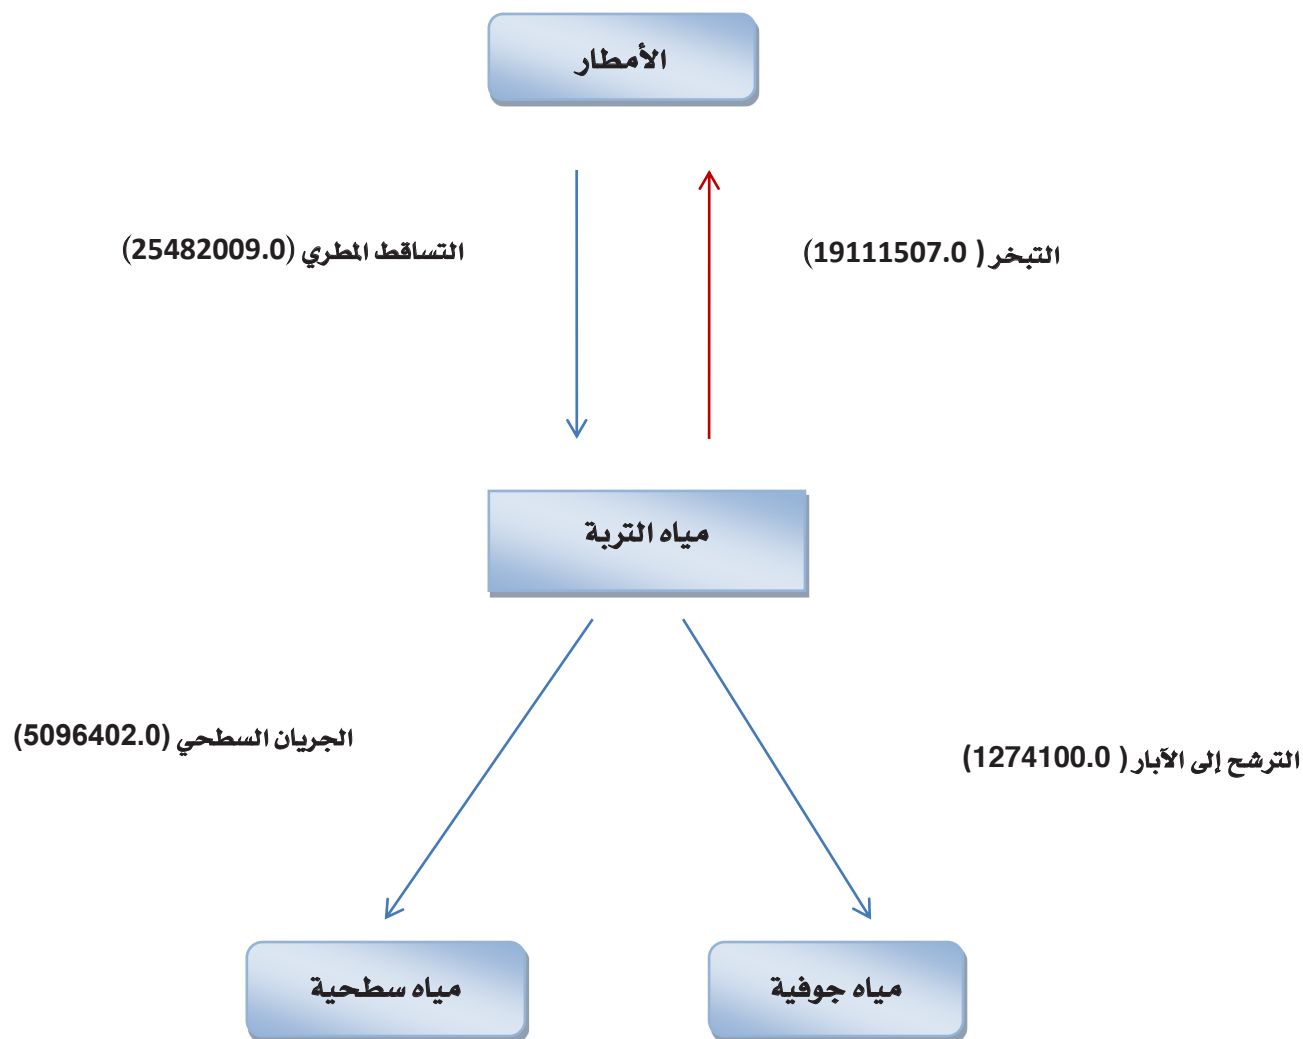 الأمطار
التبخر ( 19111507.0)
التساقط المطري (25482009.0)
مياه التربة
الترشح إلى الآبار ( 1274100.0)
الجريان السطحي (5096402.0)
مياه جوفية
مياه سطحية